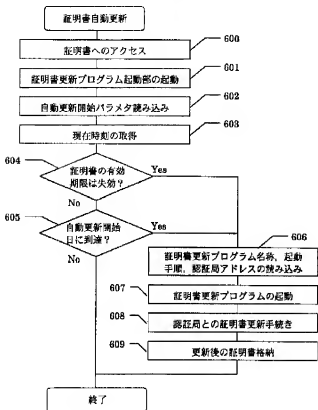 証明書自動更新
証明書へのアクセス
600
証明書更新プログラム起動部の起動
601
自動更新開始パラメタ読み込み
602
現在時刻の取得
603
604
証明書の有効
期限は失効?
Yes
No
605
自動更新開始
日に到達?
Yes
No
606
証明書更新プログラム名称、起動
手順、認証局アドレスの読み込み
607
証明書更新プログラムの起動
608
認証局との証明書更新手続き
609
更新後の証明書格納
終了